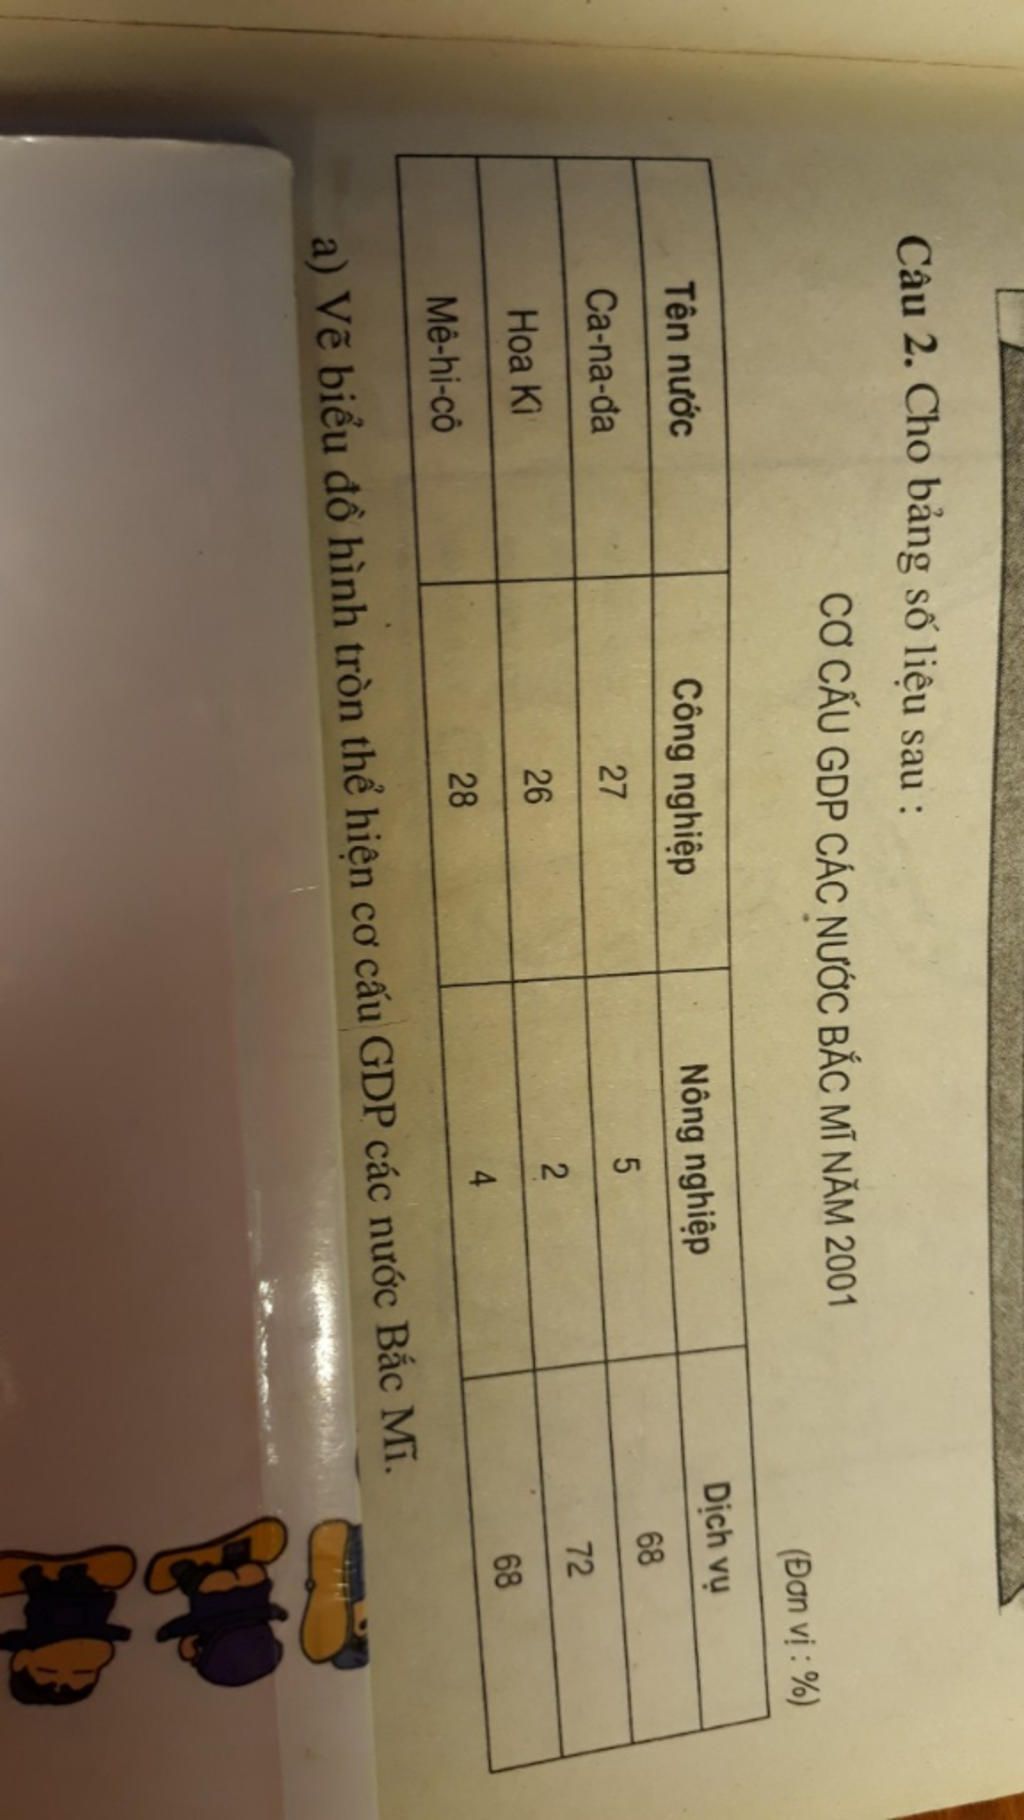 Câu 2. Cho bảng số liệu sau :
CƠ CẤU GDP CÁC NƯỚC BẮC MĨ NĂM 2001
(Đơn vị : %)
Tên nước Công nghiệp Nông nghiệp Dịch vụ
Ca-na-đa 27 5 68
Hoa Kì 26 2 72
Mê-hi-cô 28 4 68
a) Vẽ biểu đồ hình tròn thể hiện cơ cấu GDP các nước Bắc Mĩ.